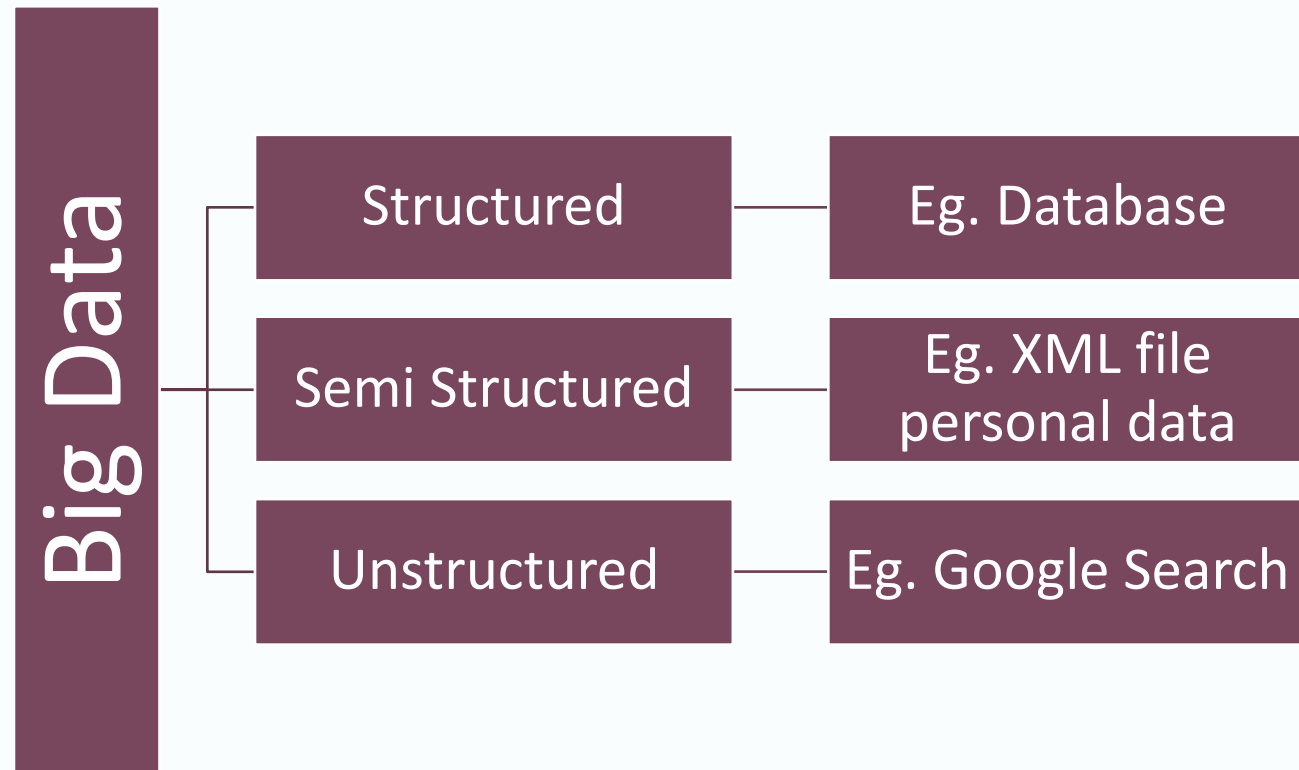 Big Data
Structured
Eg. Database
Semi Structured
Eg. XML file
personal data
Unstructured
Eg. Google Search